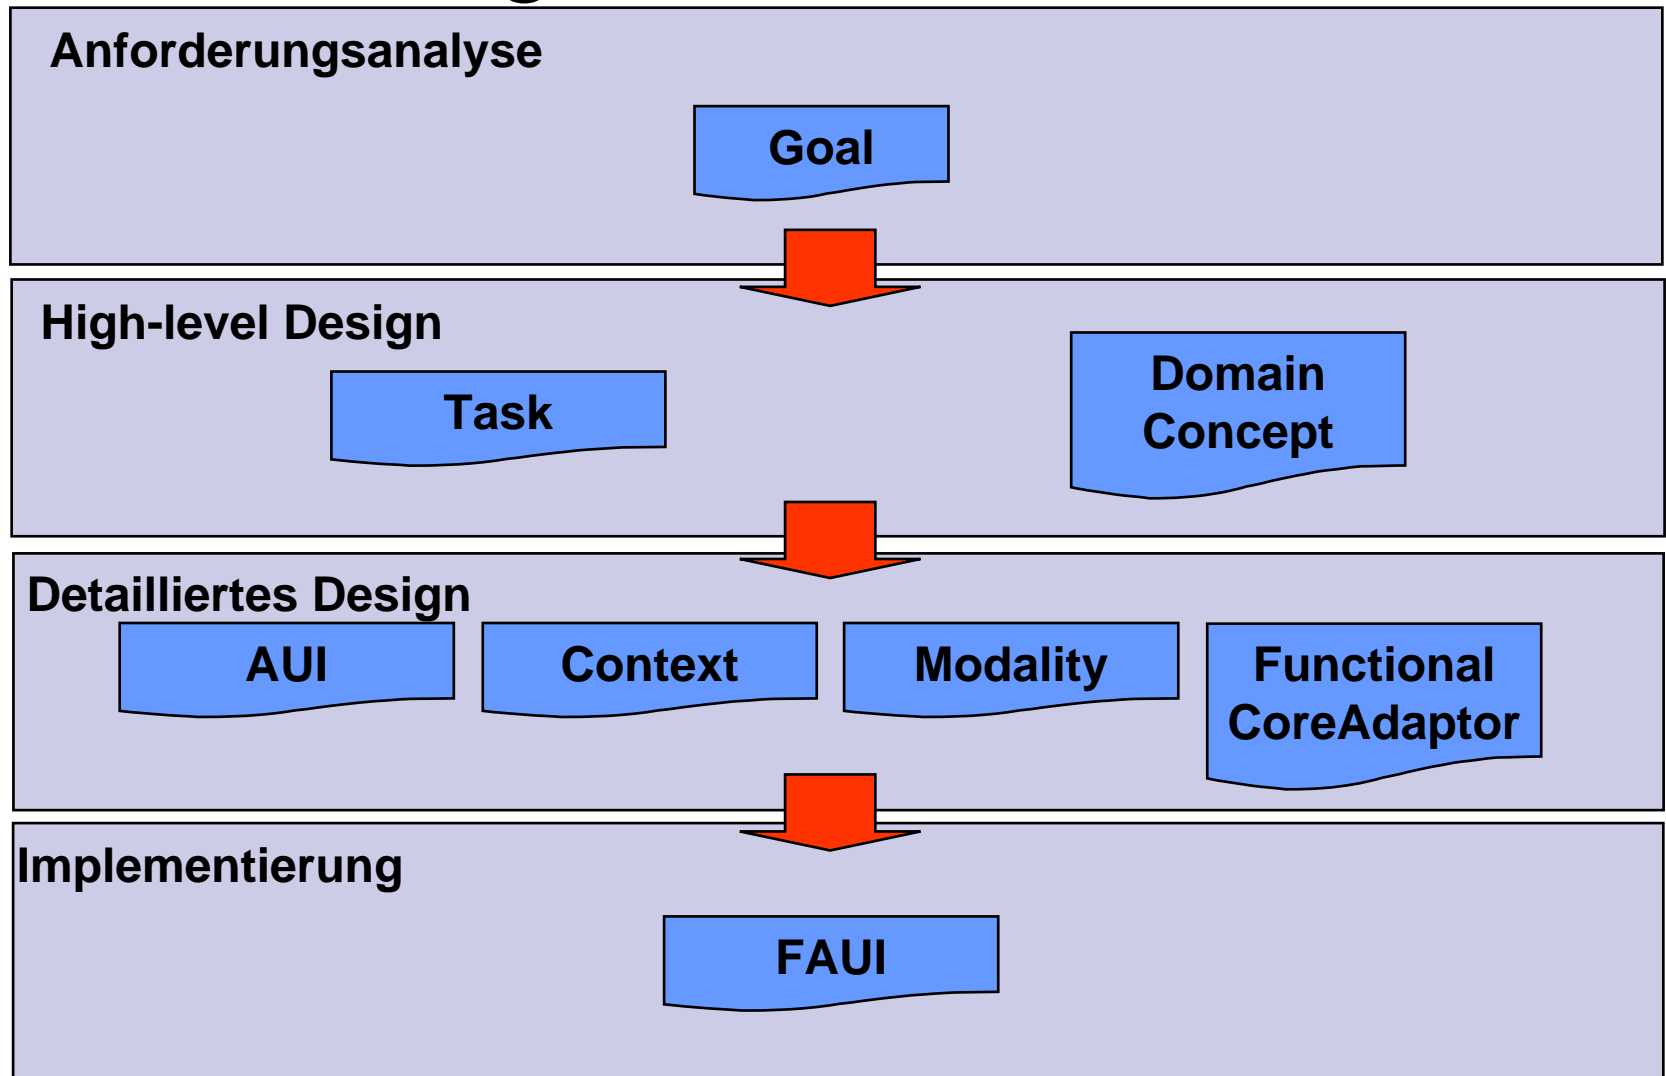 Anforderungsanalyse
Goal
High-level Design
Task
Domain
Concept
Detailliertes Design
AUI
Context
Modality
Functional
CoreAdaptor
Implementierung
FAUI